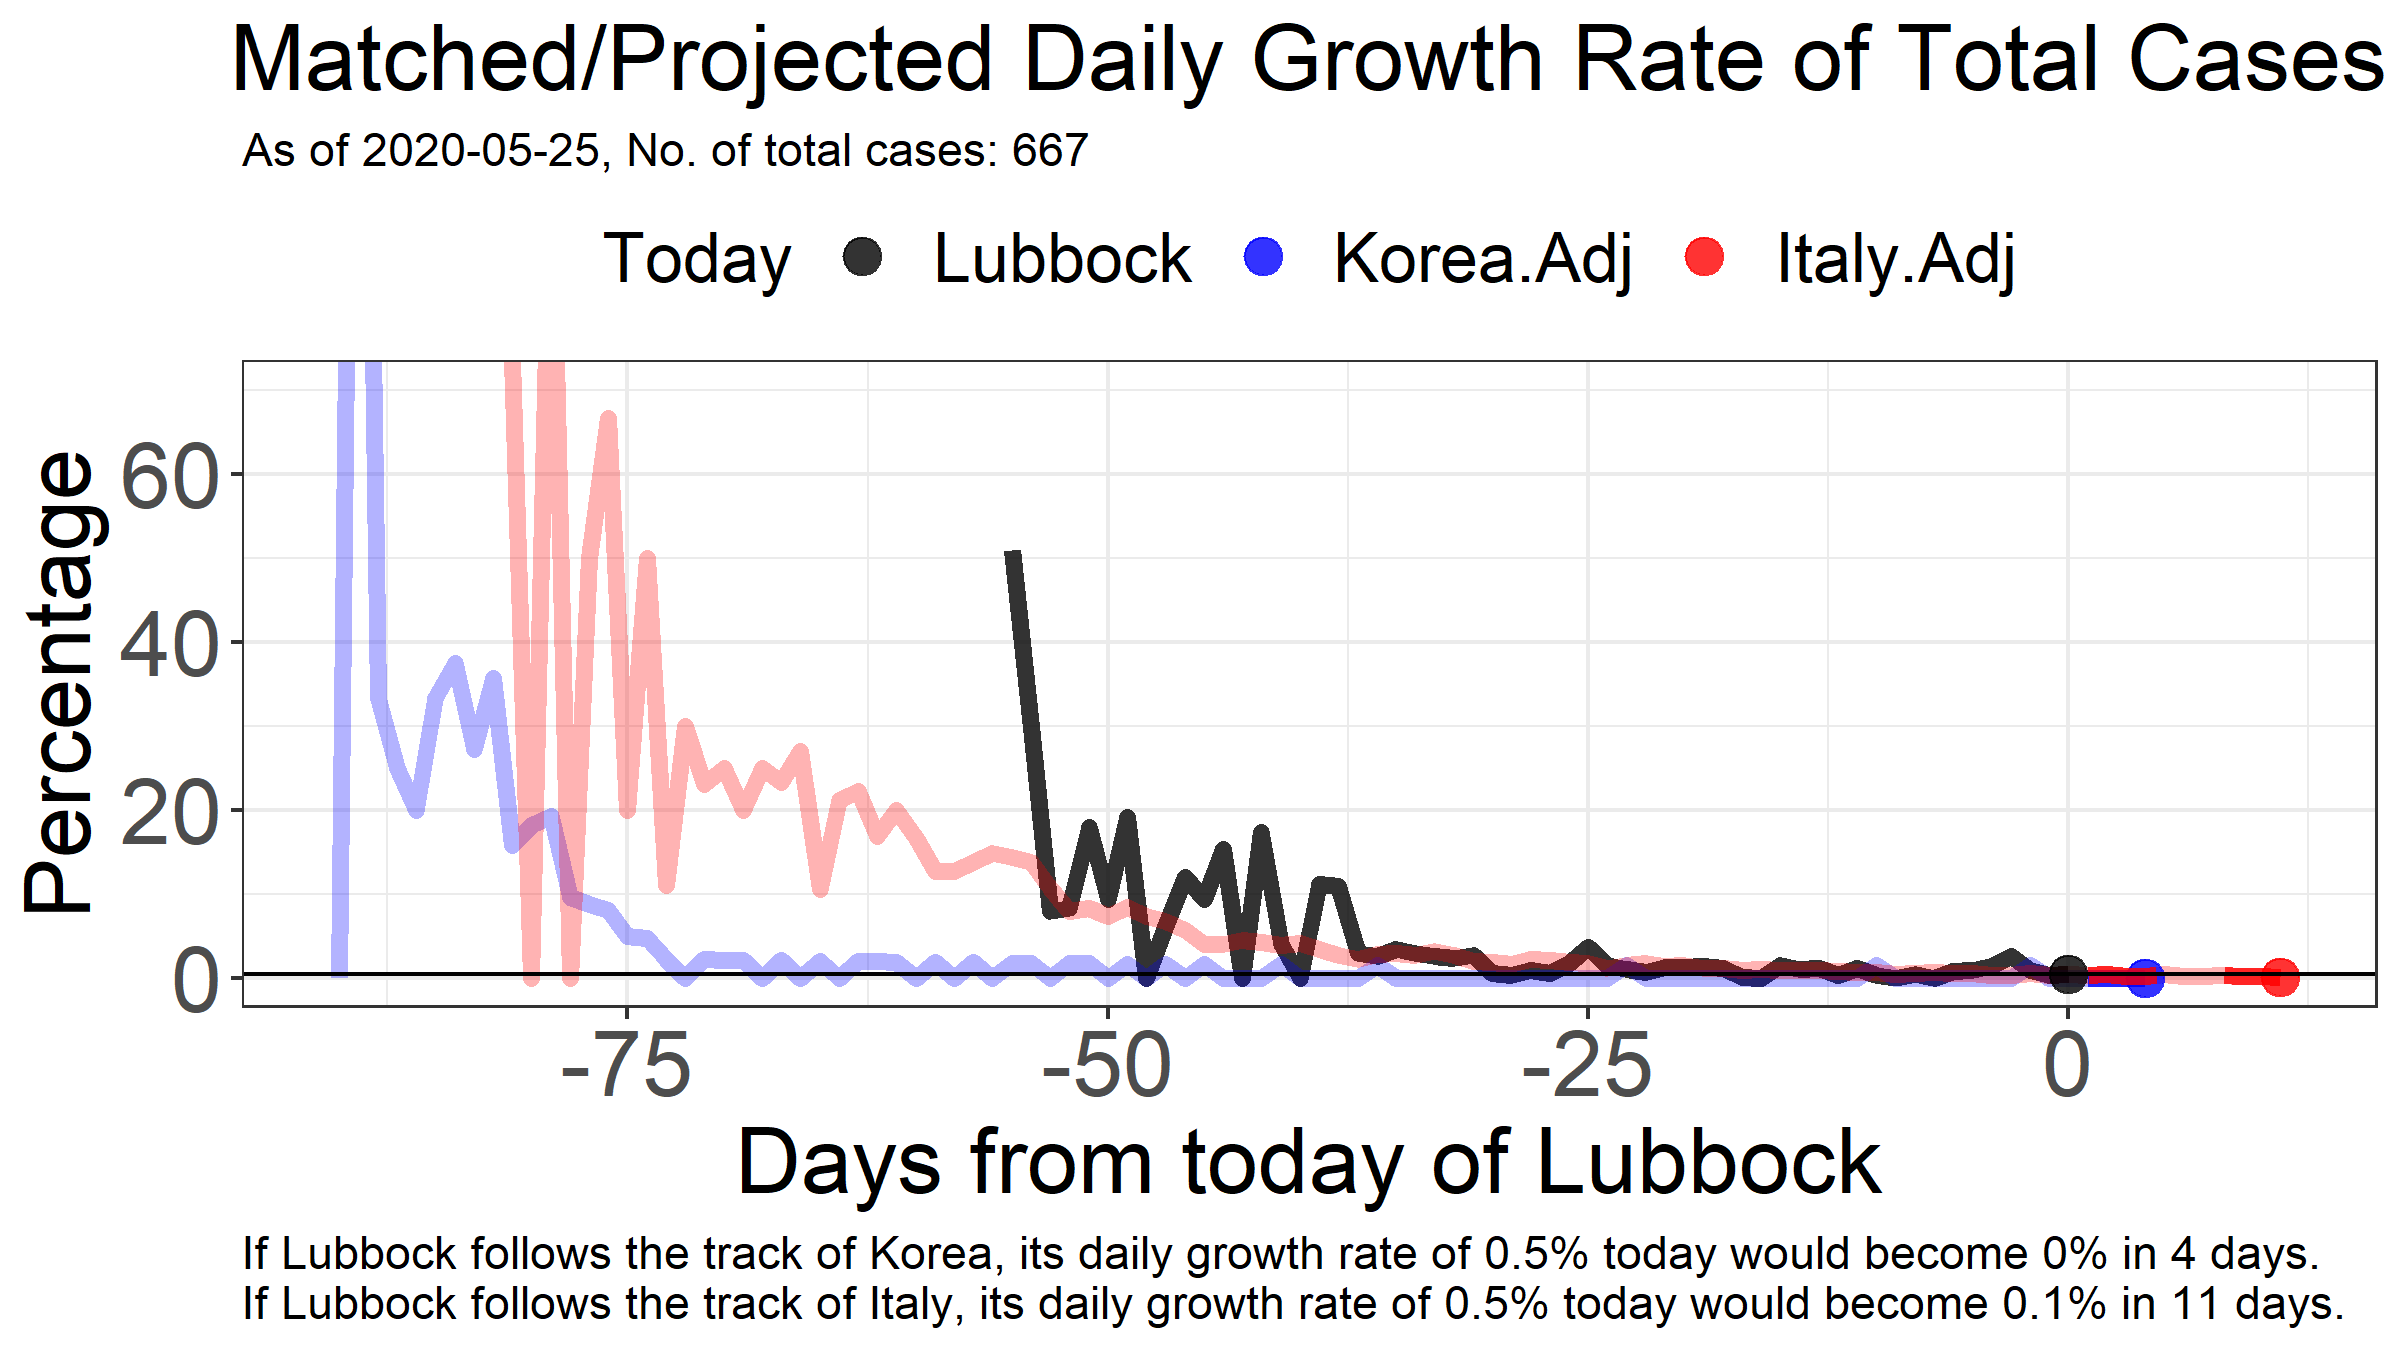 Matched/Projected Daily Growth Rate of Total Cases
As of 2020-05-25, No. of total cases: 667
Today Lubbock Korea.Adj Italy.Adj
Percentage
60
40
20
0
-75 -50 -25 0
Days from today of Lubbock
If Lubbock follows the track of Korea, its daily growth rate of 0.5% today would become 0% in 4 days.
If Lubbock follows the track of Italy, its daily growth rate of 0.5% today would become 0.1% in 11 days.